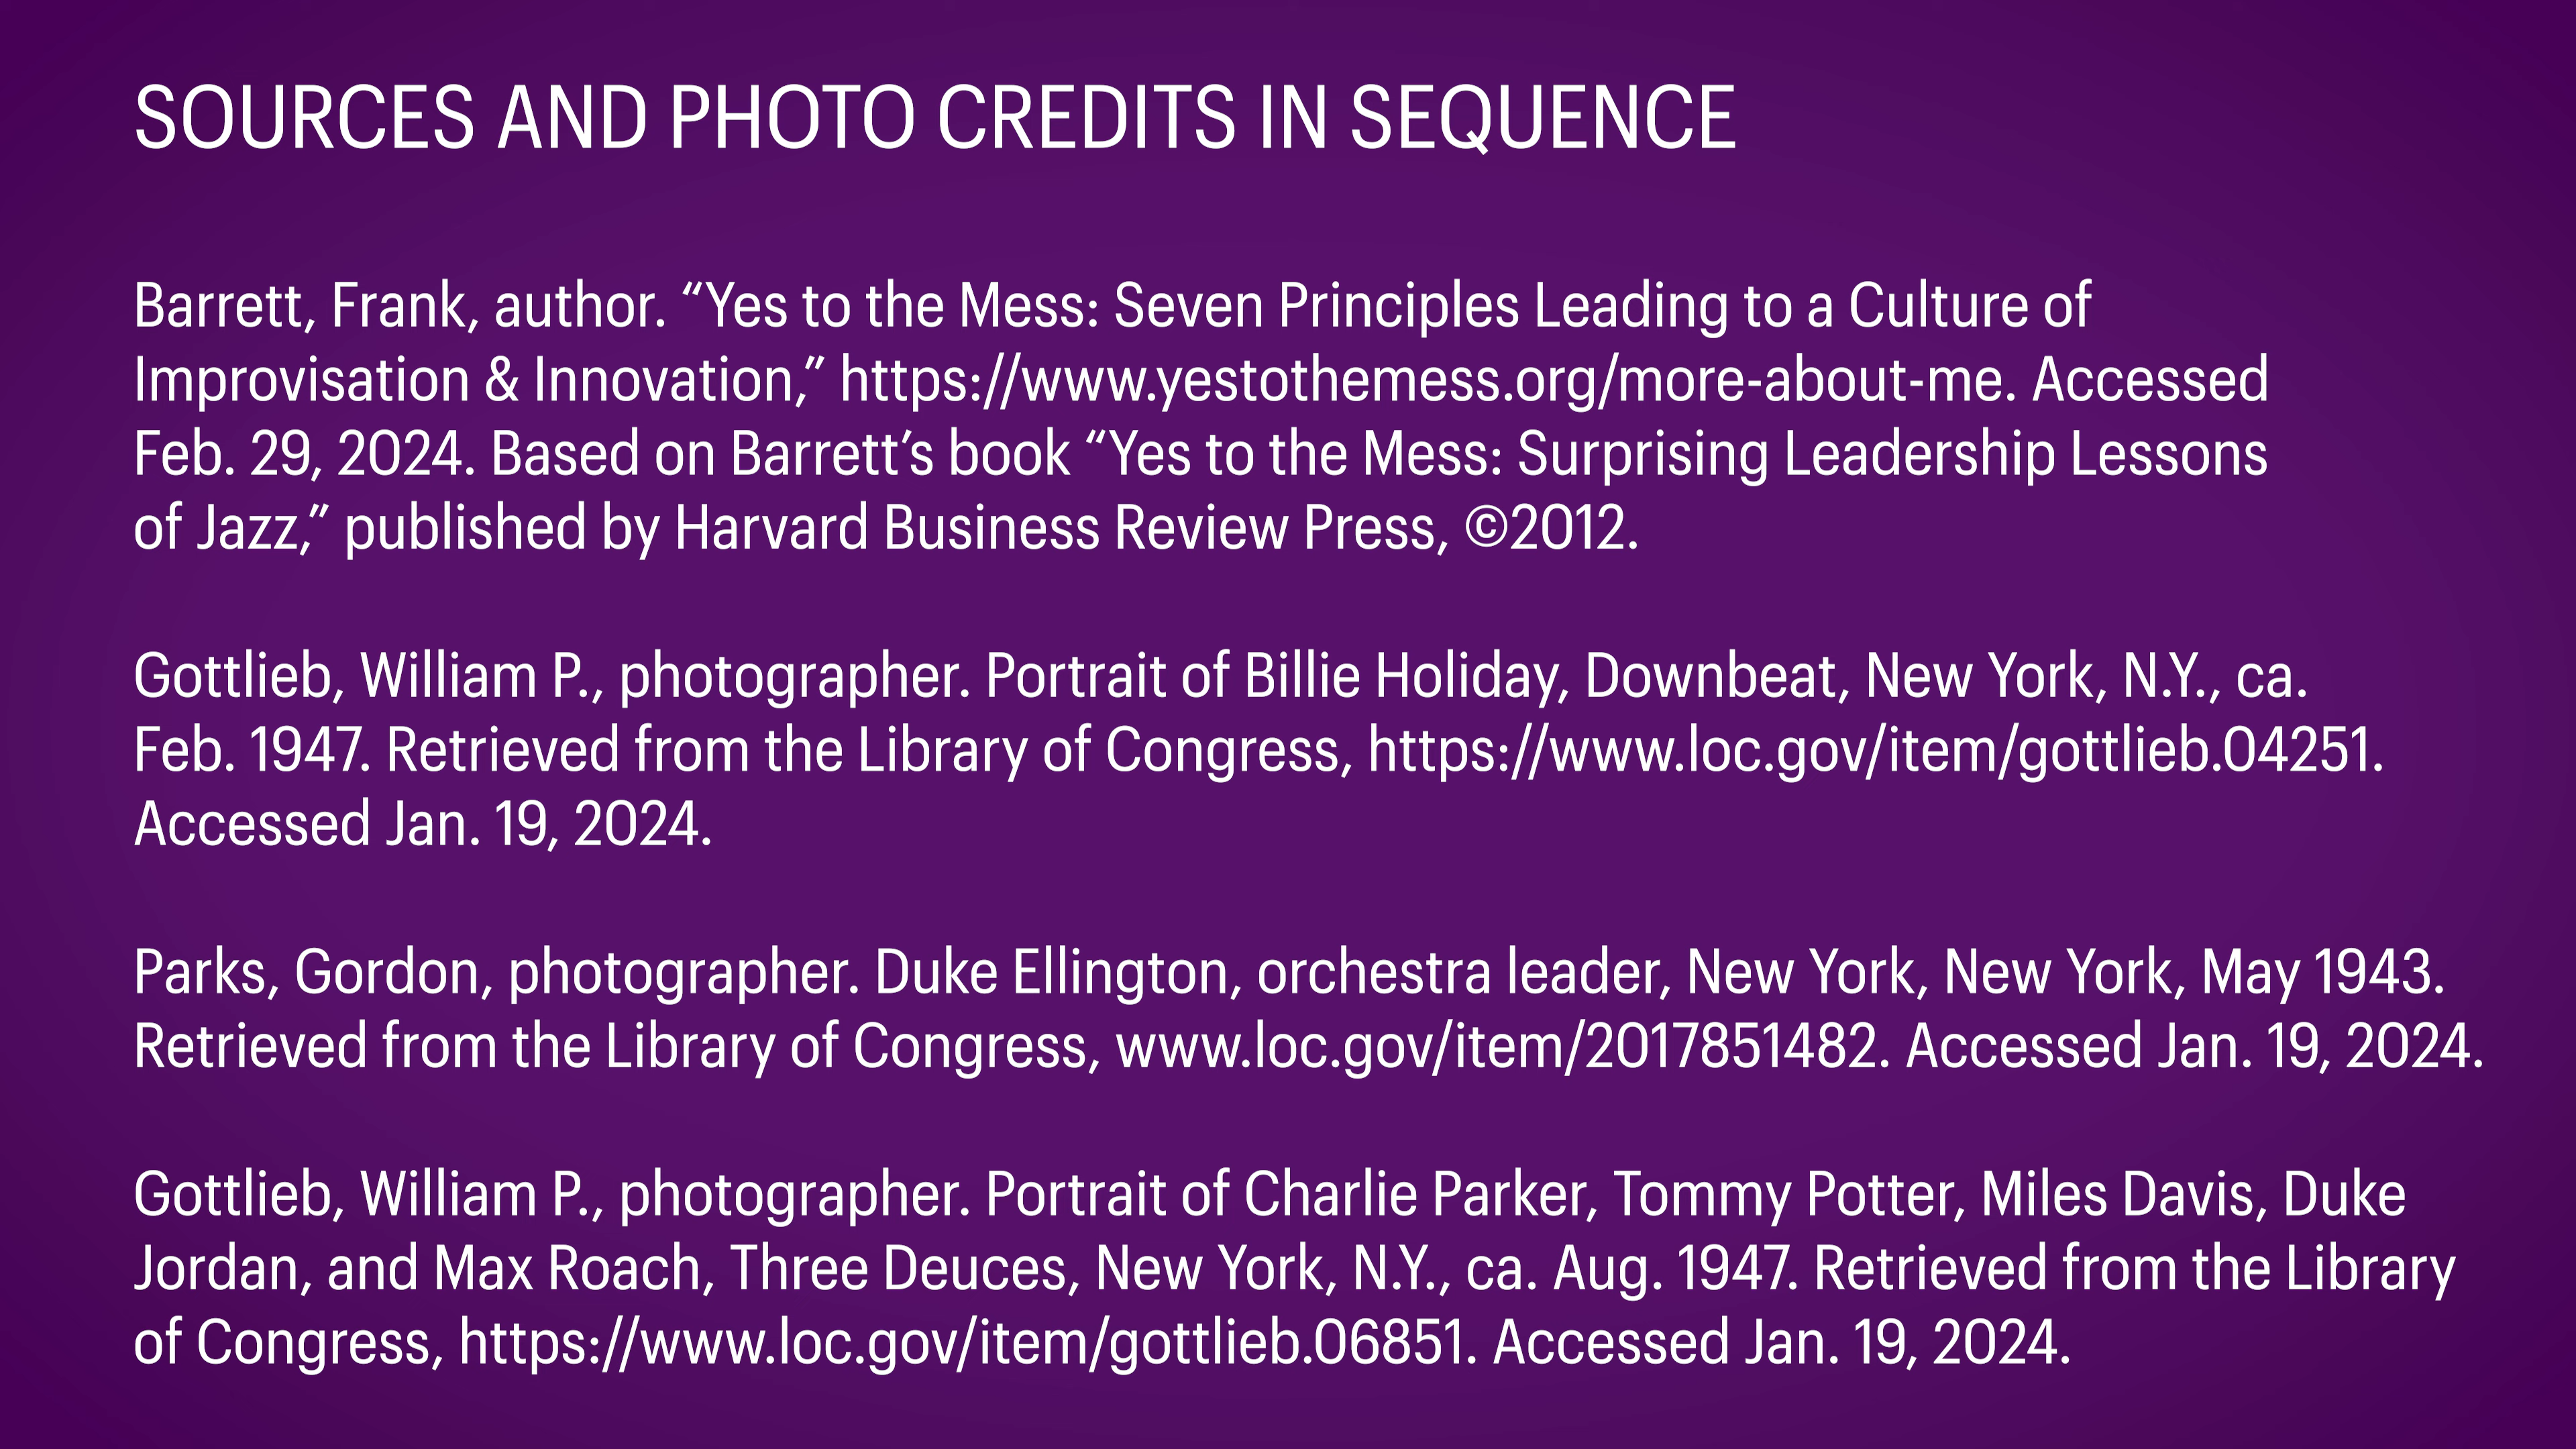 SOURCES AND PHOTO CREDITS IN SEQUENCE
Barrett, Frank, author. “Yes to the Mess: Seven Principles Leading to a Culture of
Improvisation & Innovation,” https://www.yestothemess.org/more-about-me. Accessed
Feb. 29, 2024. Based on Barrett’s book “Yes to the Mess: Surprising Leadership Lessons
of Jazz,” published by Harvard Business Review Press, ©2012.
Gottlieb, William P., photographer. Portrait of Billie Holiday, Downbeat, New York, N.Y., ca.
Feb. 1947. Retrieved from the Library of Congress, https://www.loc.gov/item/gottlieb.04251.
Accessed Jan. 19, 2024.
Parks, Gordon, photographer. Duke Ellington, orchestra leader, New York, New York, May 1943.
Retrieved from the Library of Congress, www.loc.gov/item/2017851482. Accessed Jan. 19, 2024.
Gottlieb, William P., photographer. Portrait of Charlie Parker, Tommy Potter, Miles Davis, Duke
Jordan, and Max Roach, Three Deuces, New York, N.Y., ca. Aug. 1947. Retrieved from the Library
of Congress, https://www.loc.gov/item/gottlieb.06851. Accessed Jan. 19, 2024.